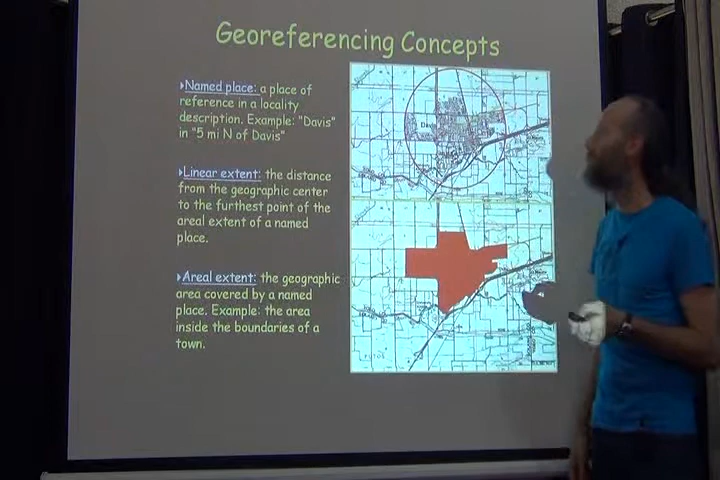 Georeferencing Concepts
Named place: a place of
reference in a locality
description. Example: "Davis"
in "5 mi N of Davis"
Linear extent: the distance
from the geographic center
to the furthest point of the
areal extent of a named
place.
Areal extent: the geographic
area covered by a named
place. Example: the area
inside the boundaries of a
town.